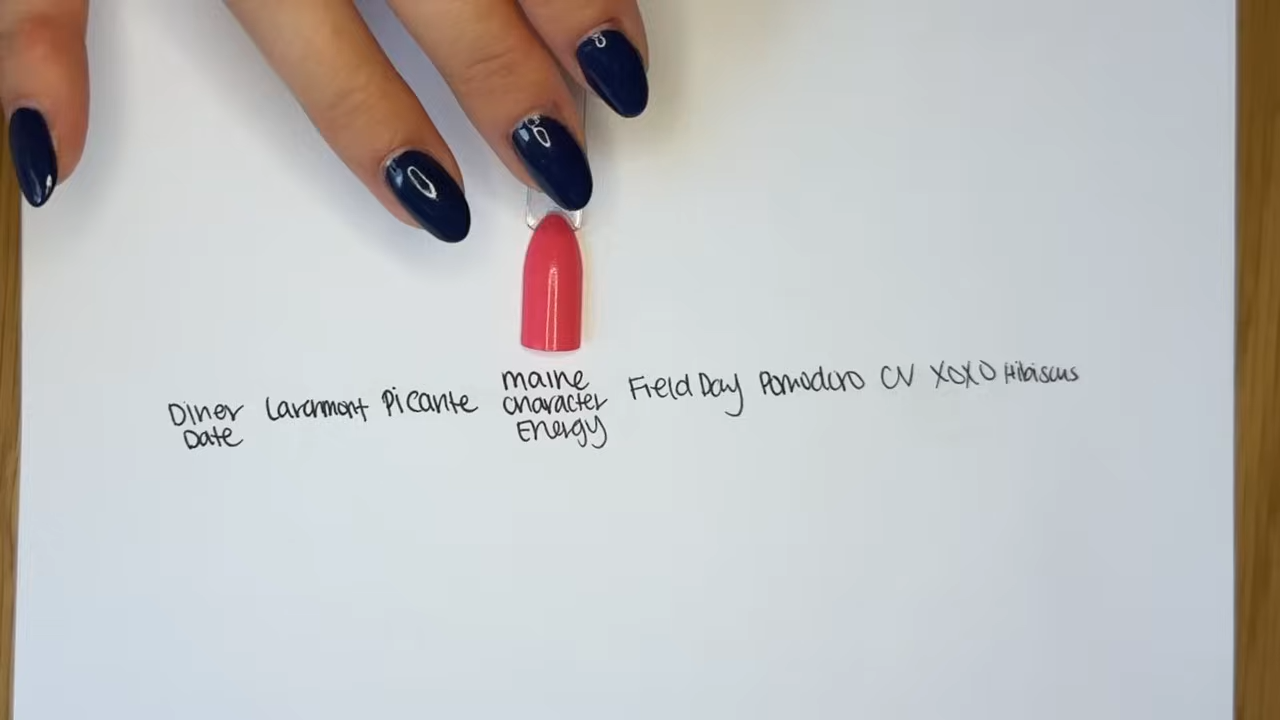 Diner Date
Larchmont
Picante
maine character Energy
Field Day
Pomodoro
CV
XOXO
Hibiscus